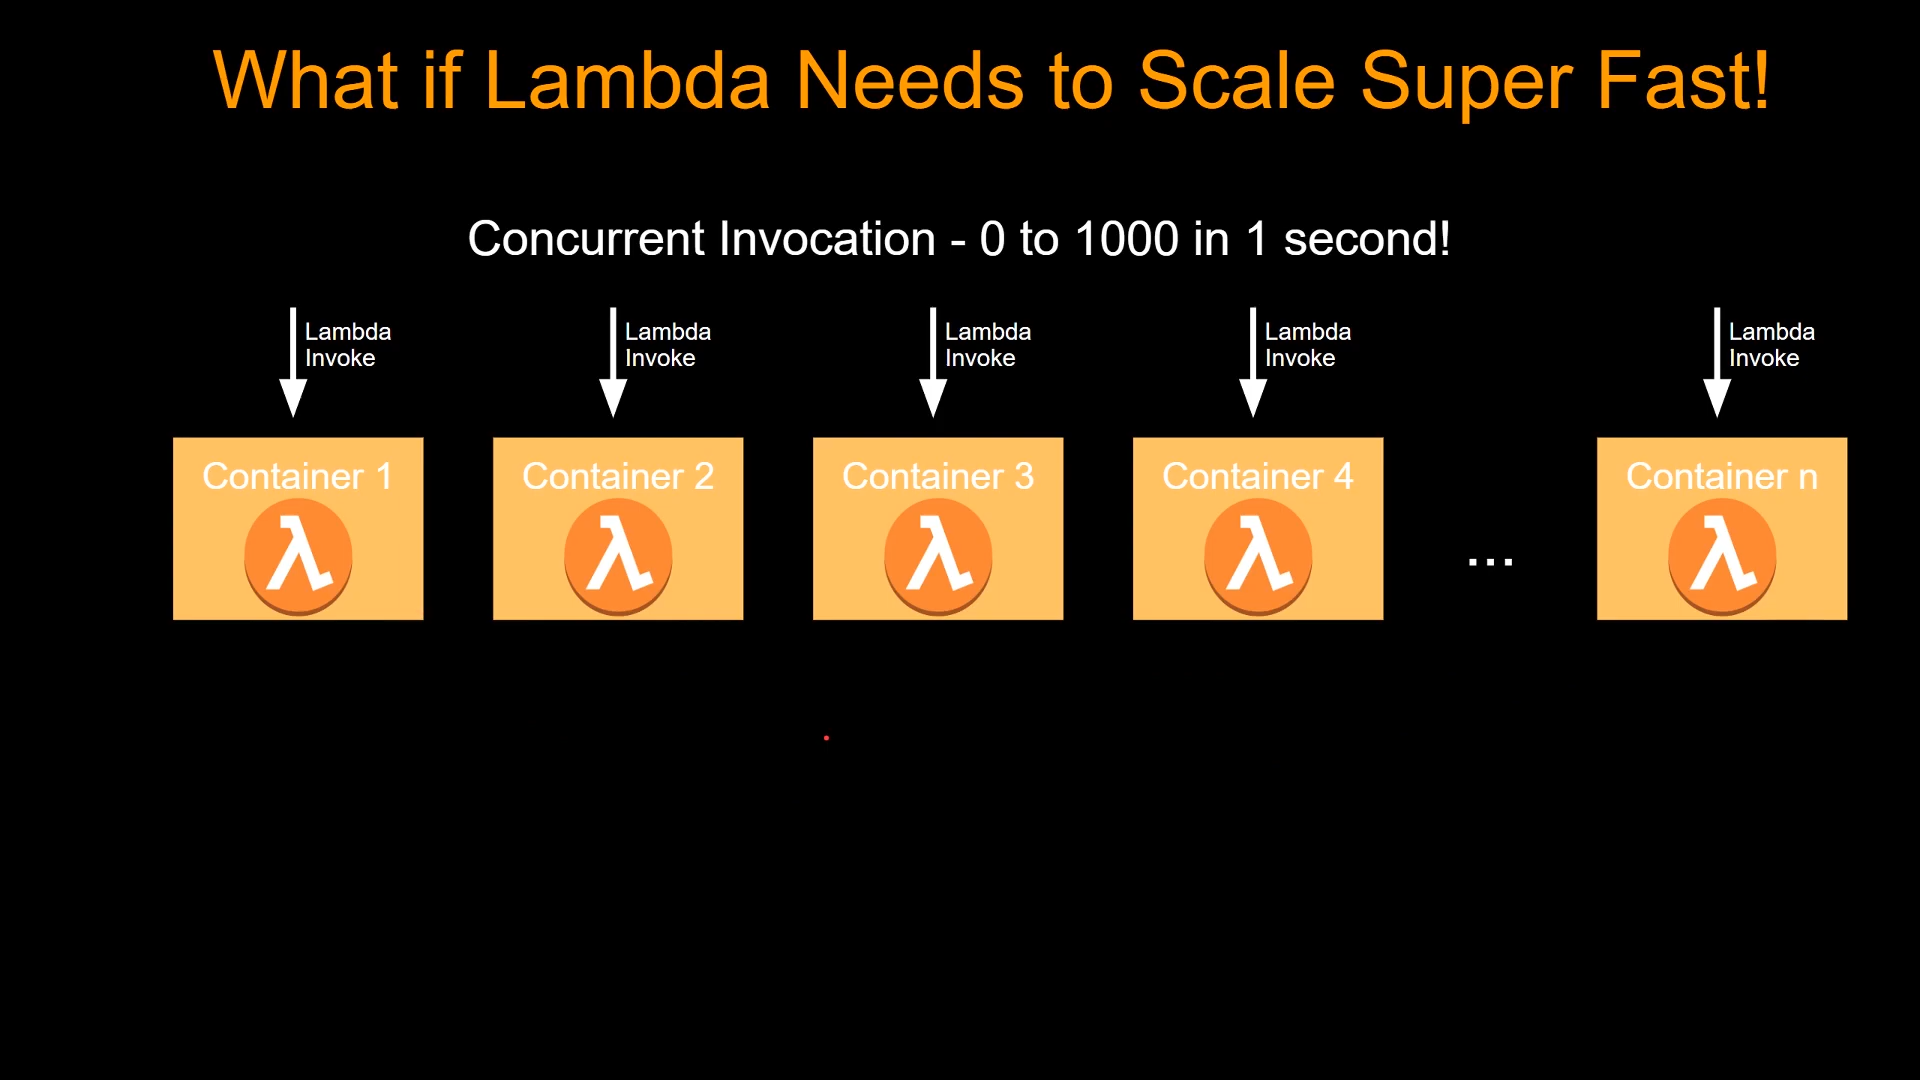 What if Lambda Needs to Scale Super Fast!
Concurrent Invocation - 0 to 1000 in 1 second!
Lambda
Invoke
Lambda
Invoke
Lambda
Invoke
Lambda
Invoke
Lambda
Invoke
Container 1
Container 2
Container 3
Container 4
...
Container n